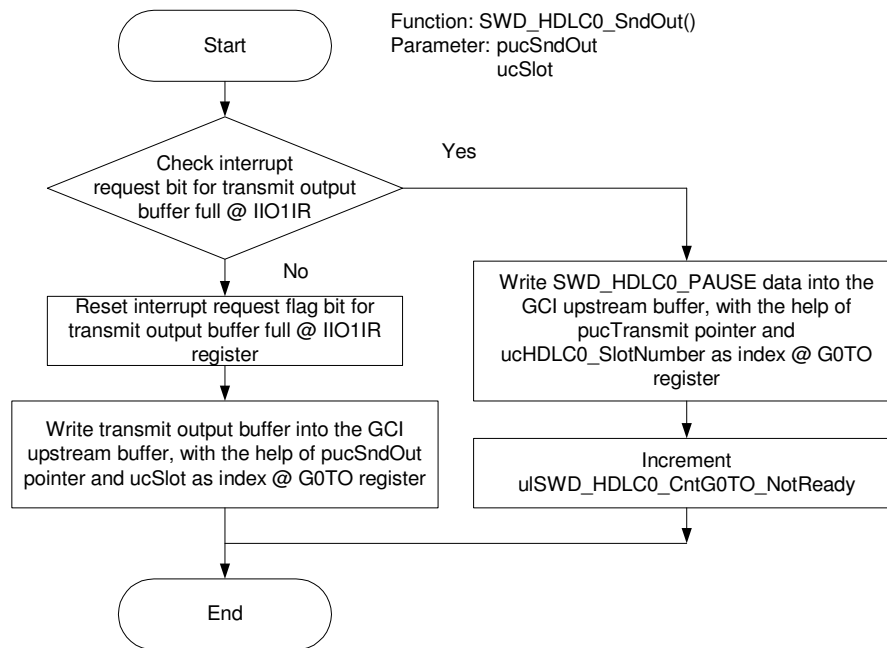 Function: SWD_HDLC0_SndOut()
Parameter: pucSndOut
ucSlot
Start
Check interrupt
request bit for transmit output
buffer full @ IIO1IR
Yes
No
Reset interrupt request flag bit for
transmit output buffer full @ IIO1IR
register
Write transmit output buffer into the GCI
upstream buffer, with the help of pucSndOut
pointer and ucSlot as index @ G0TO register
Write SWD_HDLC0_PAUSE data into the
GCI upstream buffer, with the help of
pucTransmit pointer and
ucHDLC0_SlotNumber as index @ G0TO
register
Increment
ulSWD_HDLC0_CntG0TO_NotReady
End